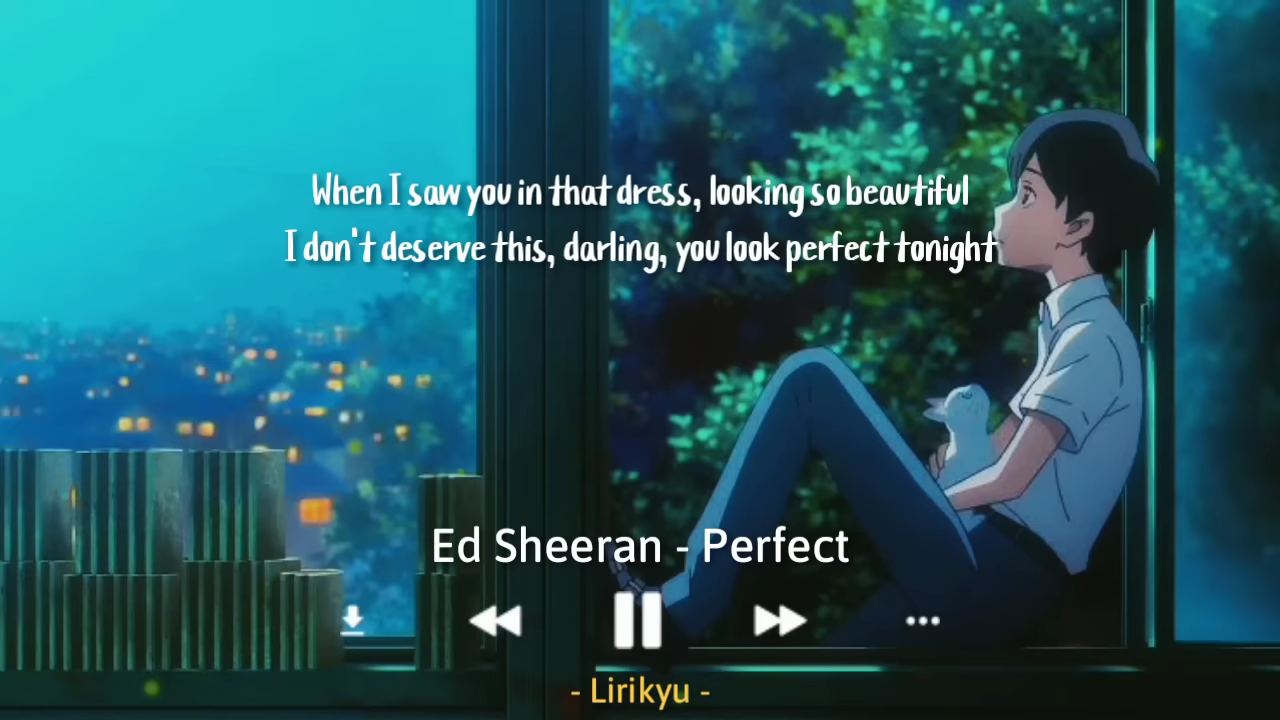 When I saw you in that dress, looking so beautiful
I don't deserve this, darling, you look perfect tonight
Ed Sheeran - Perfect
- Lirikyu -